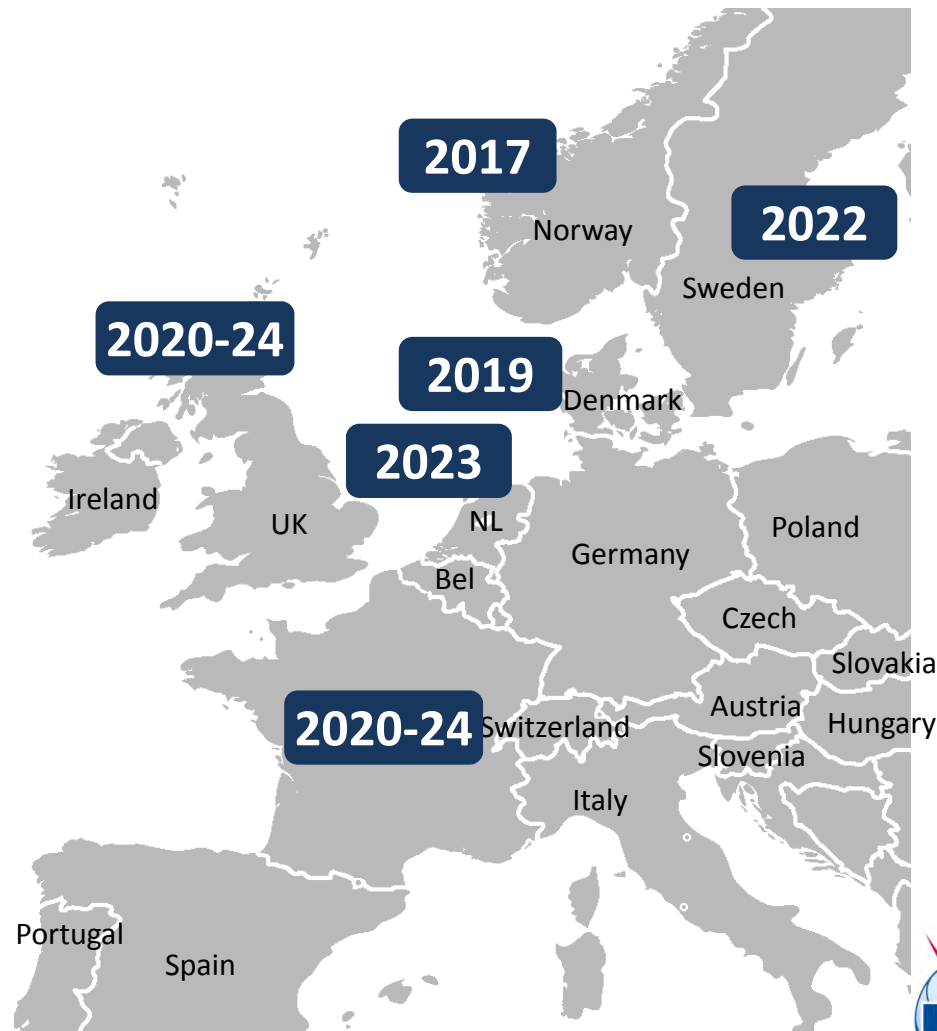 2017
Norway
2022
Sweden
2020-24
2019
Denmark
2023
Ireland
UK
NL
Germany
Poland
Bel
Czech
Slovakia
2020-24
Switzerland
Austria
Hungary
Slovenia
Italy
Portugal
Spain